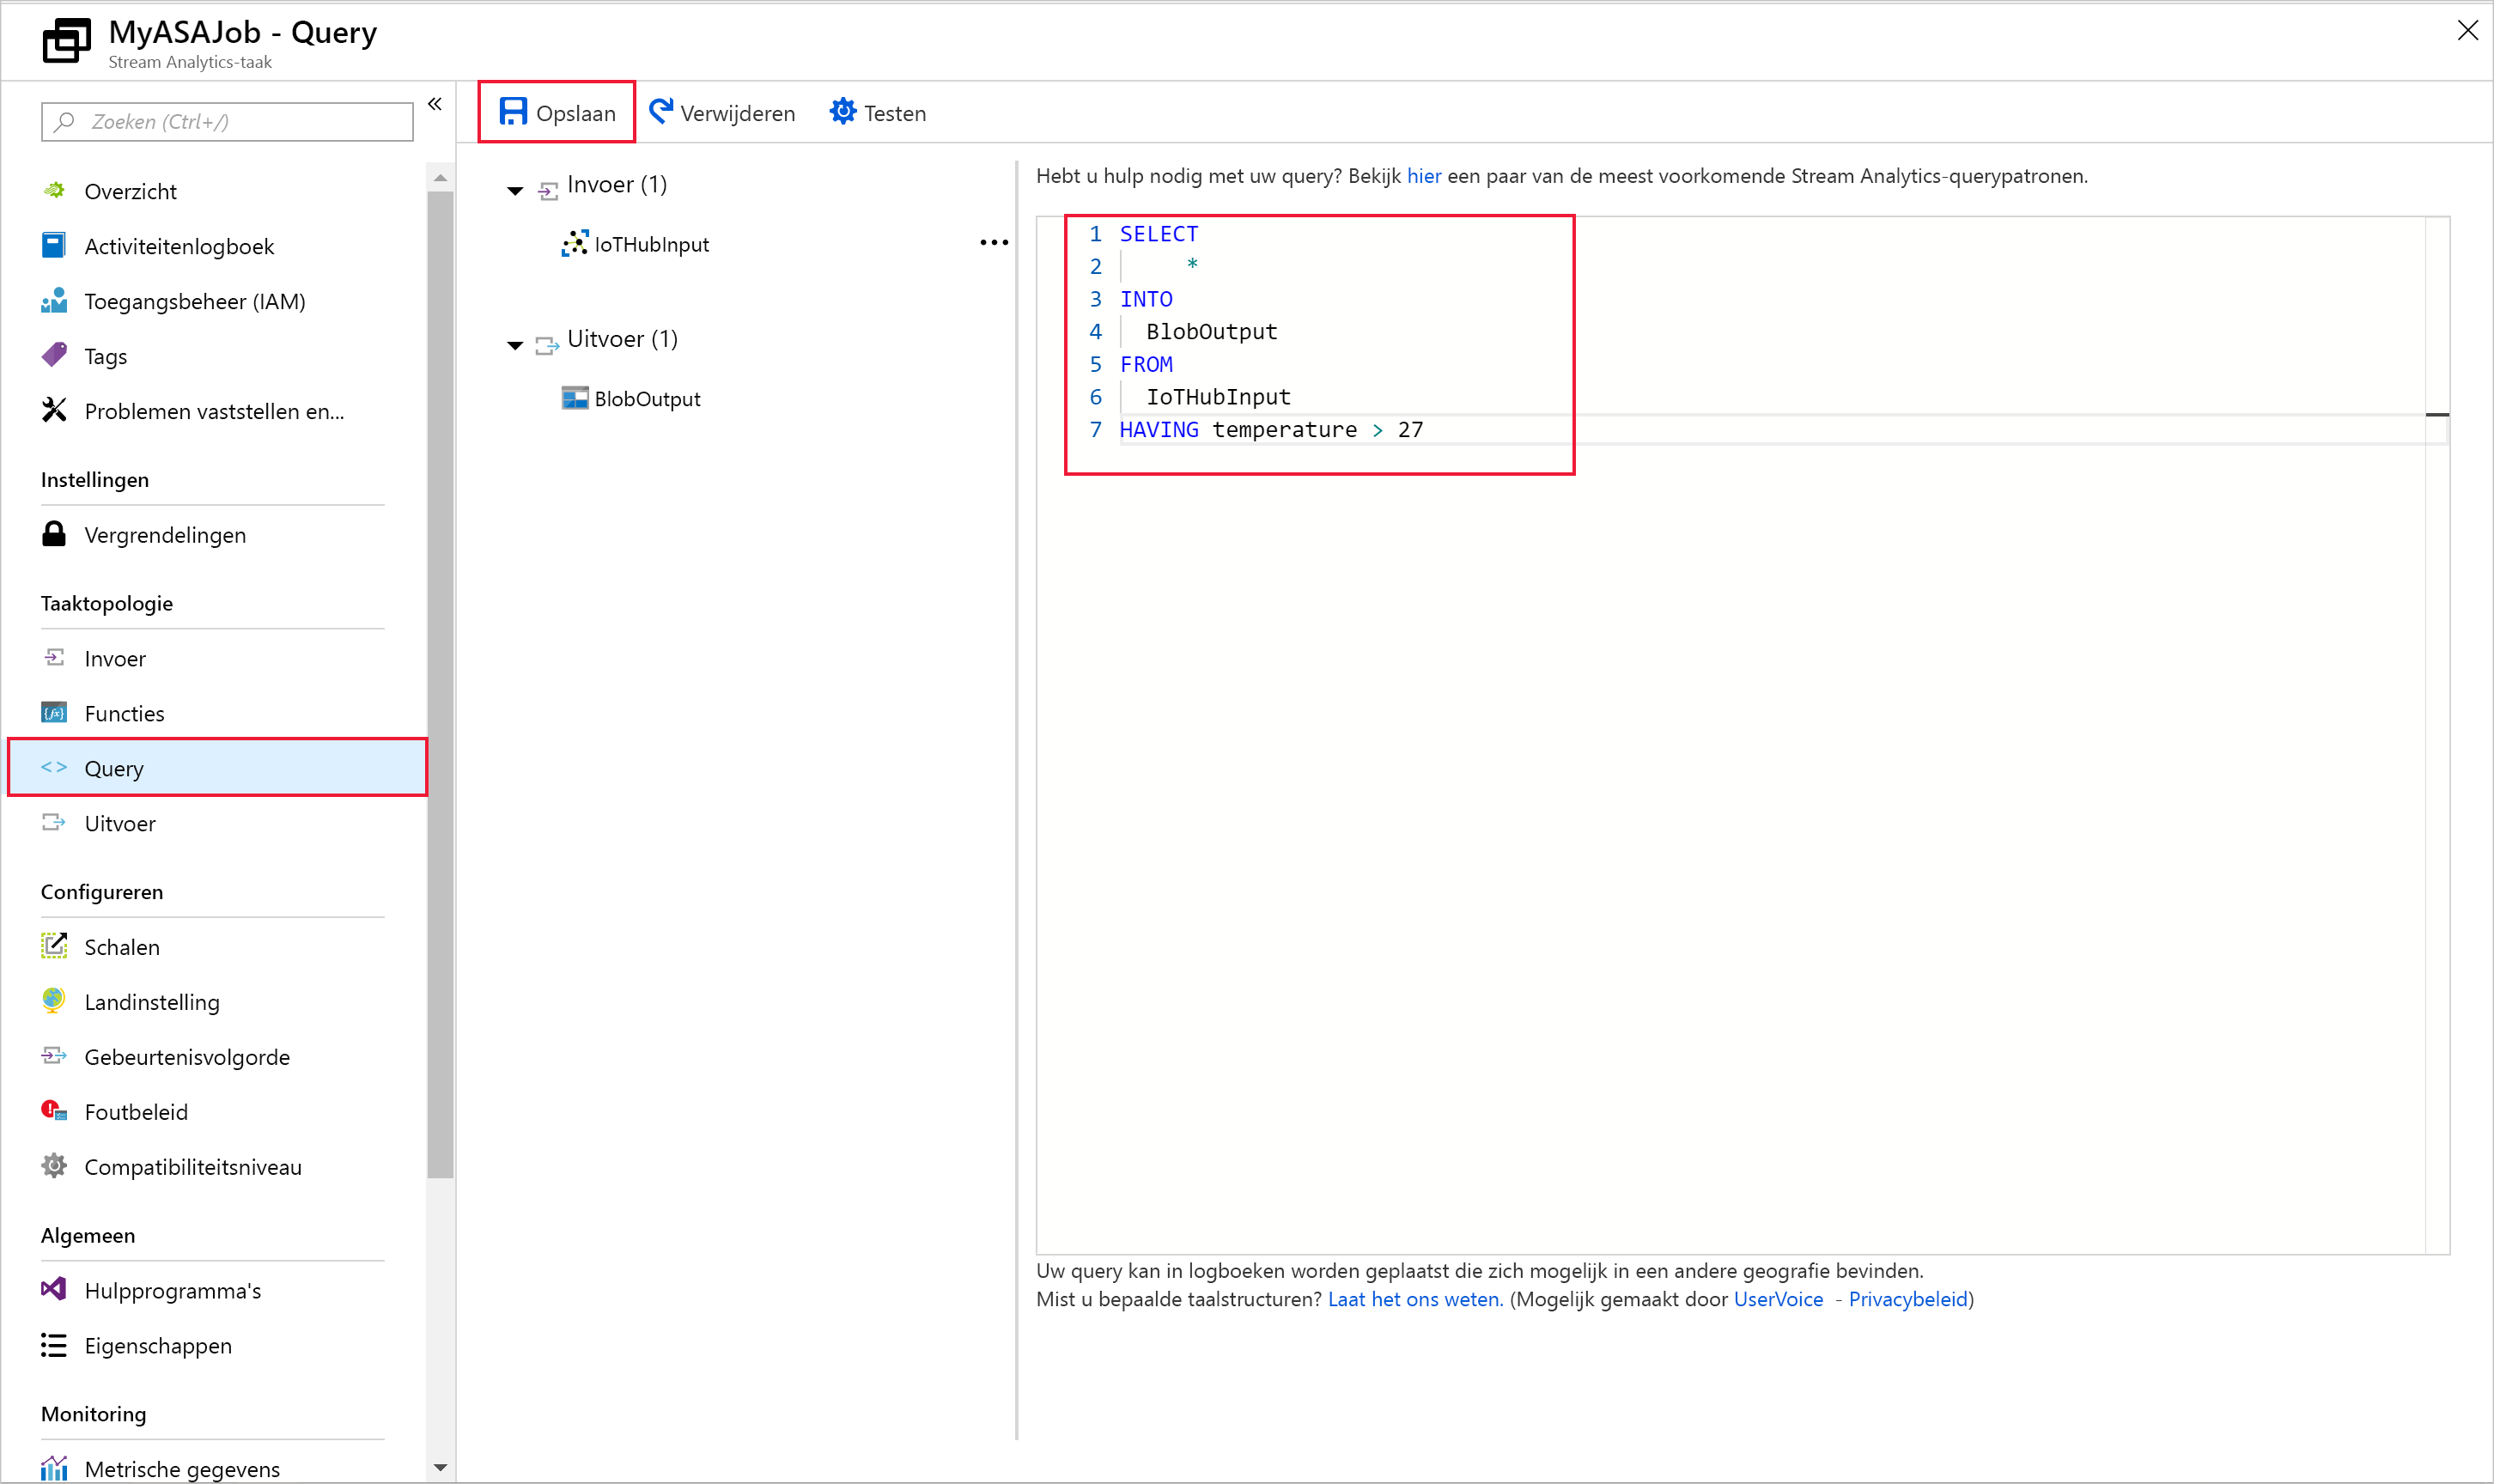 MyASAJob - Query
Stream Analytics-taak
Zoeken (Ctrl+/)
«
Overzicht
Activiteitenlogboek
Toegangsbeheer (IAM)
Tags
Problemen vaststellen en...
Instellingen
Vergrendelingen
Taaktopologie
Invoer
Functies
Query
Uitvoer
Configureren
Schalen
Landinstelling
Gebeurtenisvolgorde
Foutbeleid
Compatibiliteitsniveau
Algemeen
Hulpprogramma's
Eigenschappen
Monitoring
Metrische gegevens
Opslaan Verwijderen Testen
Invoer (1)
IoTHubInput
Uitvoer (1)
BlobOutput
Hebt u hulp nodig met uw query? Bekijk hier een paar van de meest voorkomende Stream Analytics-querypatronen.
1 SELECT
2 *
3 INTO
4 BlobOutput
5 FROM
6 IoTHubInput
7 HAVING temperature > 27
Uw query kan in logboeken worden geplaatst die zich mogelijk in een andere geografie bevinden.
Mist u bepaalde taalstructuren? Laat het ons weten. (Mogelijk gemaakt door UserVoice - Privacybeleid)